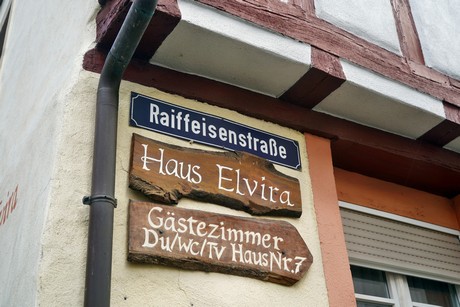 Raiffeisenstraße
Haus Elvira
Gästezimmer
Du/wc/Tv Haus Nr.7